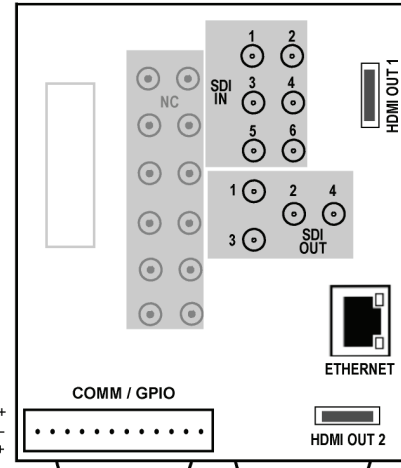 1 2
HDMI OUT 1
NC
SDI
IN
3 4
5 6
1 2 4
3
SDI
OUT
ETHERNET
COMM / GPIO
+
–
+
HDMI OUT 2